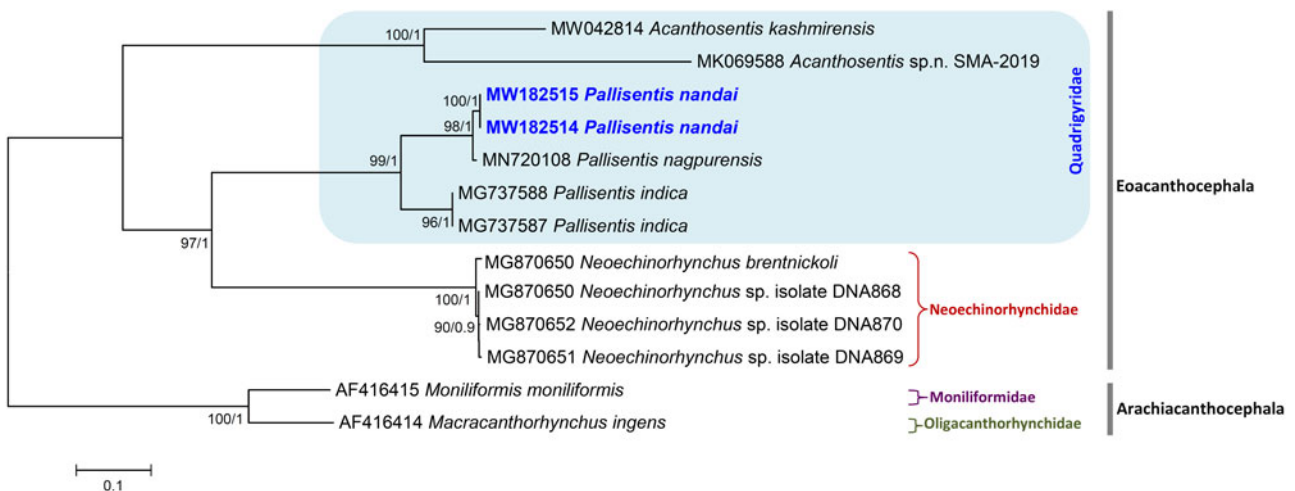 100/1
MW042814 Acanthosentis kashmirensis
MK069588 Acanthosentis sp.n. SMA-2019
100/1
MW182515 Pallisentis nandai
98/1
MW182514 Pallisentis nandai
99/1
MN720108 Pallisentis nagpurensis
MG737588 Pallisentis indica
96/1
MG737587 Pallisentis indica
Quadrigyridae
97/1
MG870650 Neoechinorhynchus brentnickoli
100/1
MG870650 Neoechinorhynchus sp. isolate DNA868
90/0.9
MG870652 Neoechinorhynchus sp. isolate DNA870
MG870651 Neoechinorhynchus sp. isolate DNA869
Neoechinorhynchidae
Eoacanthocephala
AF416415 Moniliformis moniliformis
Moniliformidae
100/1
AF416414 Macracanthorhynchus ingens
Oligacanthorhynchidae
Arachiacanthocephala
0.1